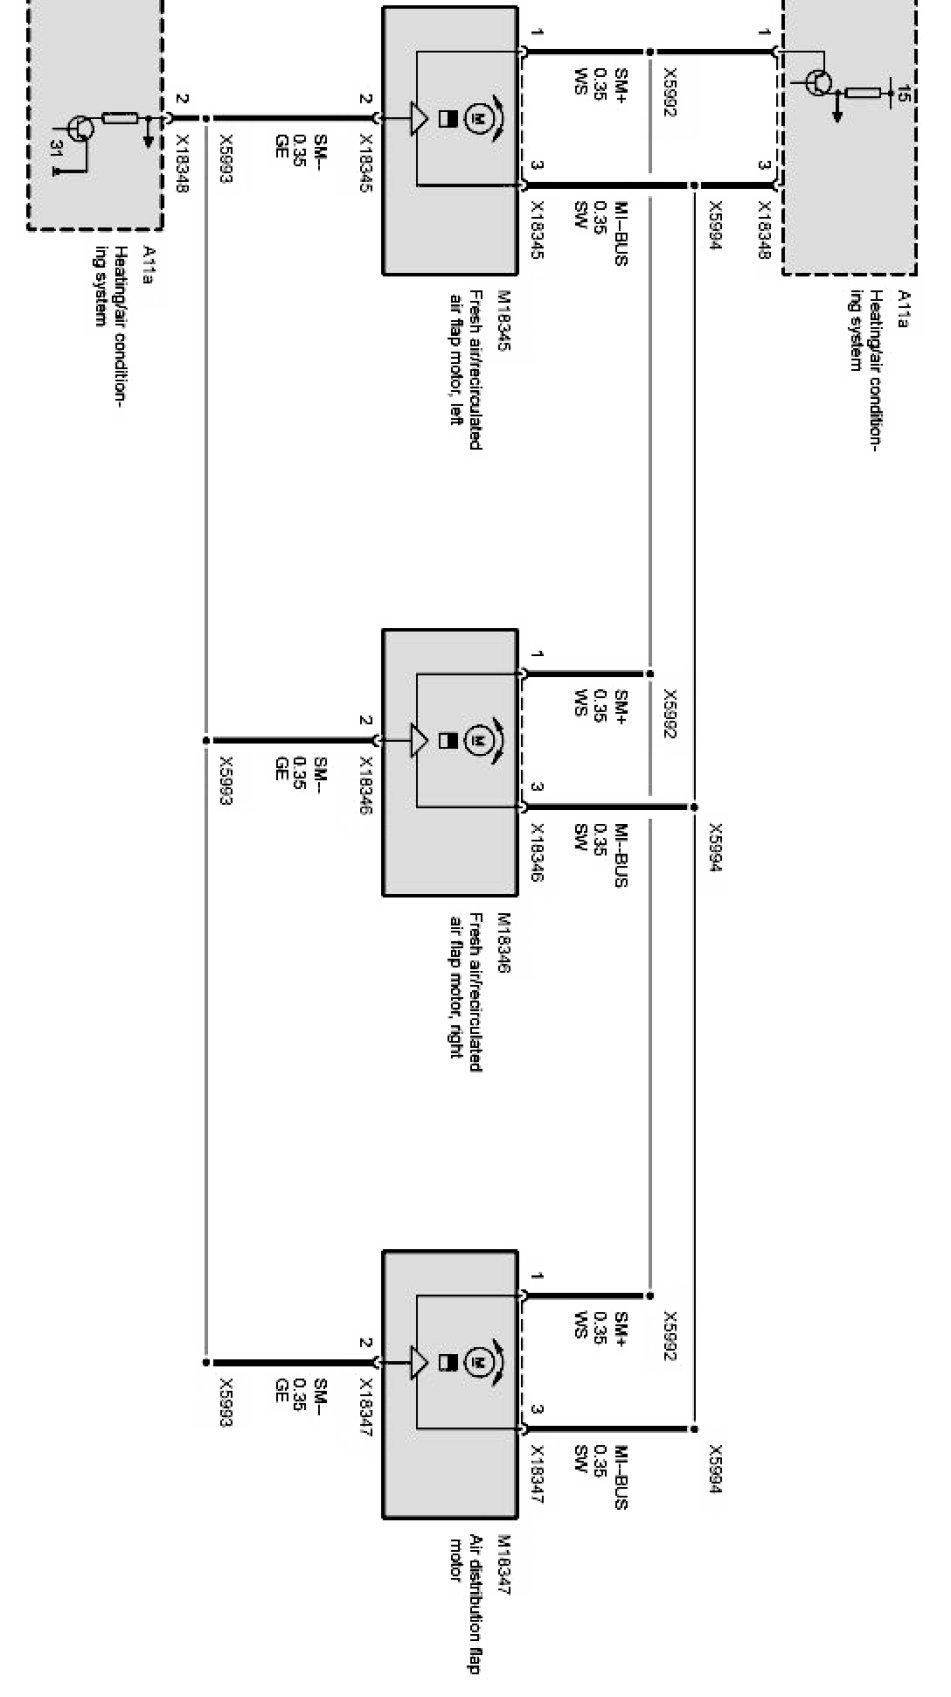 15
A11a
Heating/air condition-
ing system
1
3
X18348
X5994
X5994
X5994
X5992
X5992
X5992
SM+
0.35
WS
MI–BUS
0.35
SW
SM+
0.35
WS
MI–BUS
0.35
SW
SM+
0.35
WS
MI–BUS
0.35
SW
1
3
X18345
1
3
X18346
1
3
X18347
M
M18345
Fresh air/recirculated
air flap motor, left
M
M18346
Fresh air/recirculated
air flap motor, right
M
M18347
Air distribution flap
motor
2
X18345
2
X18346
2
X18347
SM–
0.35
GE
SM–
0.35
GE
SM–
0.35
GE
X5993
X5993
X5993
2
X18348
A11a
Heating/air condition-
ing system
31